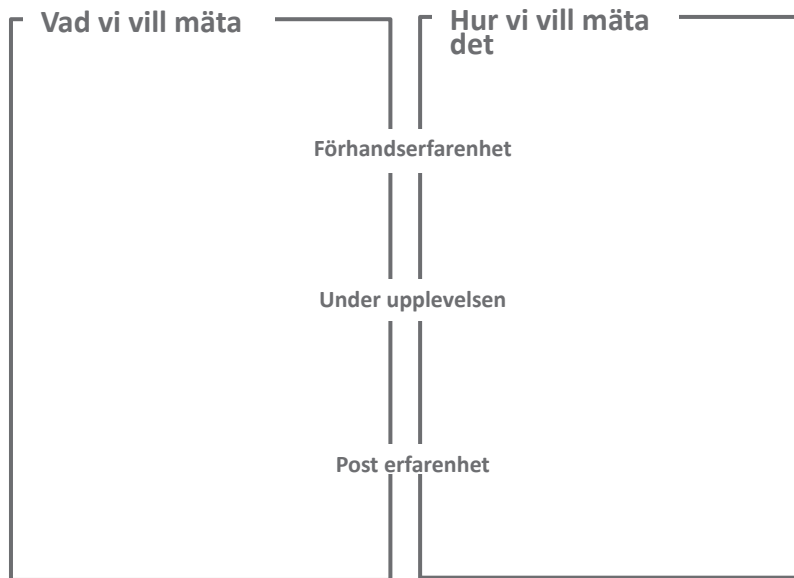 Vad vi vill mäta
Hur vi vill mäta
det
Förhandserfarenhet
Under upplevelsen
Post erfarenhet